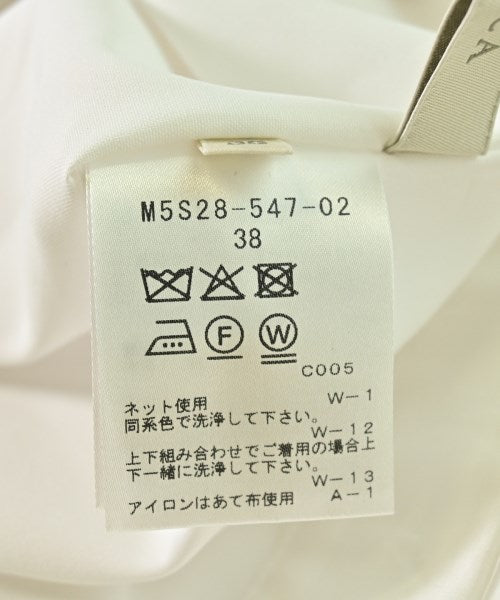 CA
38
M5S28-547-02
38
F W
C005
ネット使用 W-1
同系色で洗浄して下さい。
W-12
上下組み合わせでご着用の場合上
下一緒に洗浄して下さい。
W-13
アイロンはあて布使用 A-1